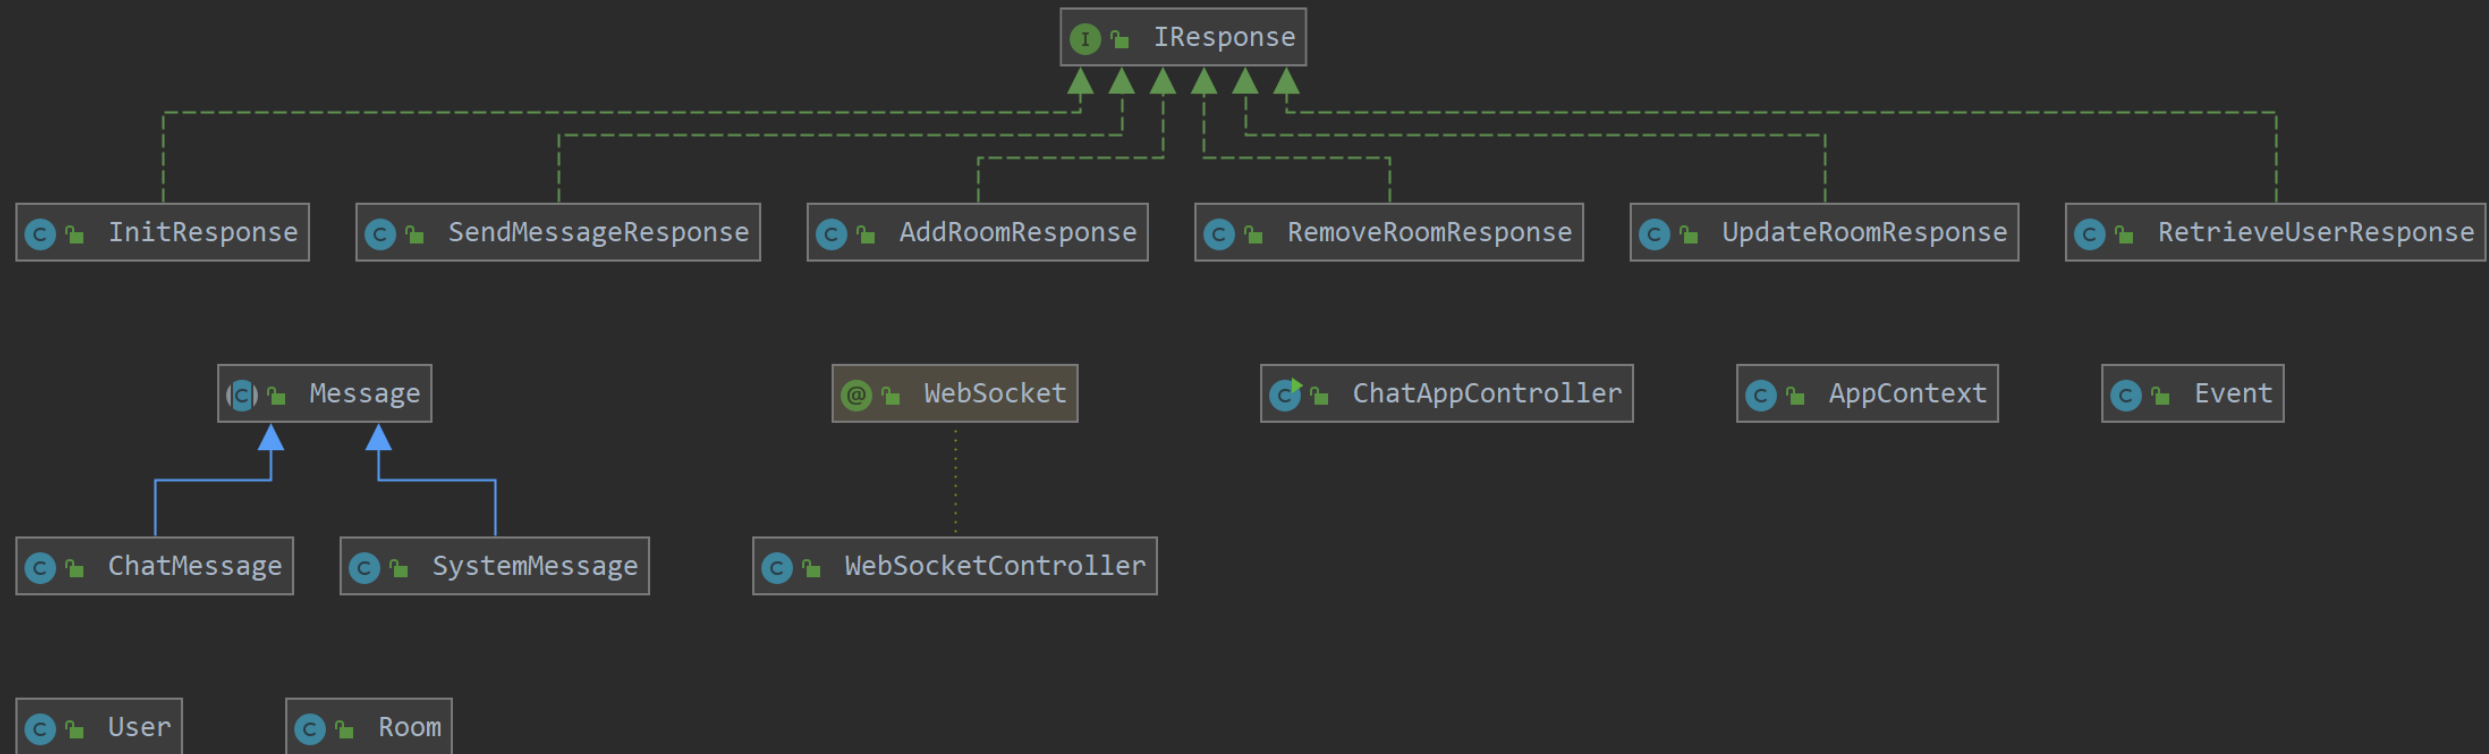 IResponse
InitResponse
SendMessageResponse
AddRoomResponse
RemoveRoomResponse
UpdateRoomResponse
RetrieveUserResponse
Message
WebSocket
ChatAppController
AppContext
Event
ChatMessage
SystemMessage
WebSocketController
User
Room